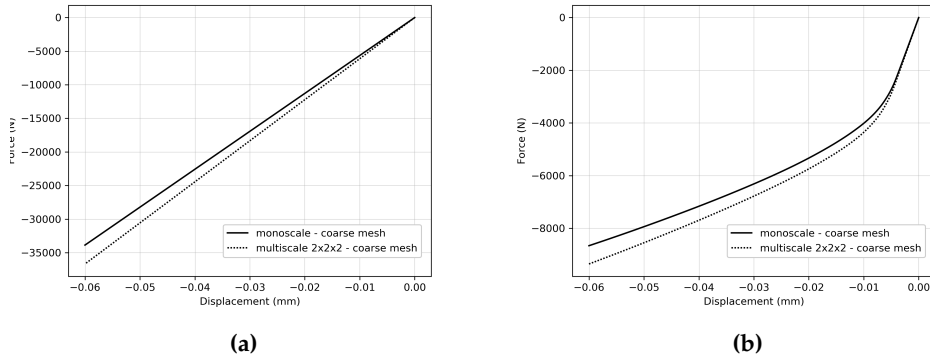 0
−5000
−10000
−15000
−20000
−25000
−30000
−35000
Force (N)
−0.06 −0.05 −0.04 −0.03 −0.02 −0.01 0.00
Displacement (mm)
monoscale - coarse mesh
multiscale 2x2x2 - coarse mesh
(a)
0
−2000
−4000
−6000
−8000
Force (N)
−0.06 −0.05 −0.04 −0.03 −0.02 −0.01 0.00
Displacement (mm)
monoscale - coarse mesh
multiscale 2x2x2 - coarse mesh
(b)